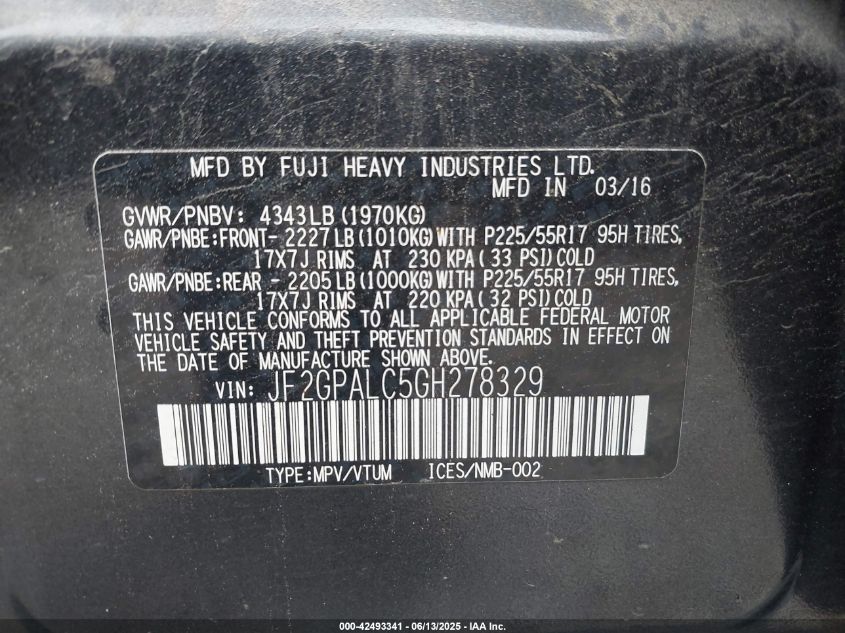 MFD BY FUJI HEAVY INDUSTRIES LTD.
MFD IN 03/16
GVWR/PNBV: 4343LB (1970KG)
GAWR/PNBE:FRONT- 2227 LB (1010KG) WITH P225/55R17 95H TIRES,
17X7J RIMS AT 230 KPA ( 33 PSI) COLD
GAWR/PNBE:REAR - 2205 LB (1000KG) WITH P225/55R17 95H TIRES,
17X7J RIMS AT 220 KPA ( 32 PSI) COLD
THIS VEHICLE CONFORMS TO ALL APPLICABLE FEDERAL MOTOR
VEHICLE SAFETY AND THEFT PREVENTION STANDARDS IN EFFECT ON
THE DATE OF MANUFACTURE SHOWN ABOVE.
VIN: JF2GPALC5GH278329
TYPE:MPV/VTUM ICES/NMB-002
000-42493341 - 06/13/2025 - IAA Inc.